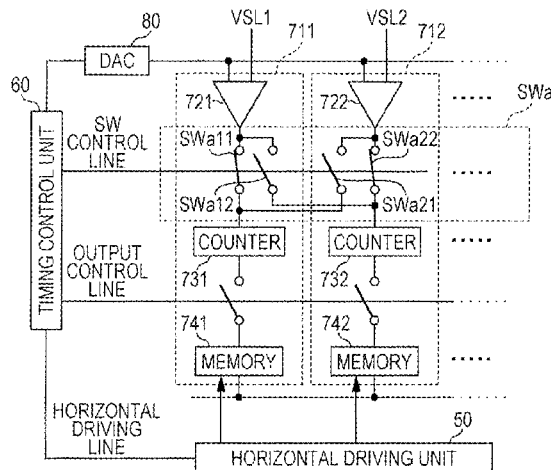 80
VSL1
VSL2
711
712
DAC
60
721
722
SWa
TIMING CONTROL UNIT
SW
CONTROL
LINE
SWa11
SWa22
SWa12
SWa21
COUNTER
COUNTER
OUTPUT
CONTROL
LINE
731
732
741
742
MEMORY
MEMORY
HORIZONTAL
DRIVING
LINE
50
HORIZONTAL DRIVING UNIT